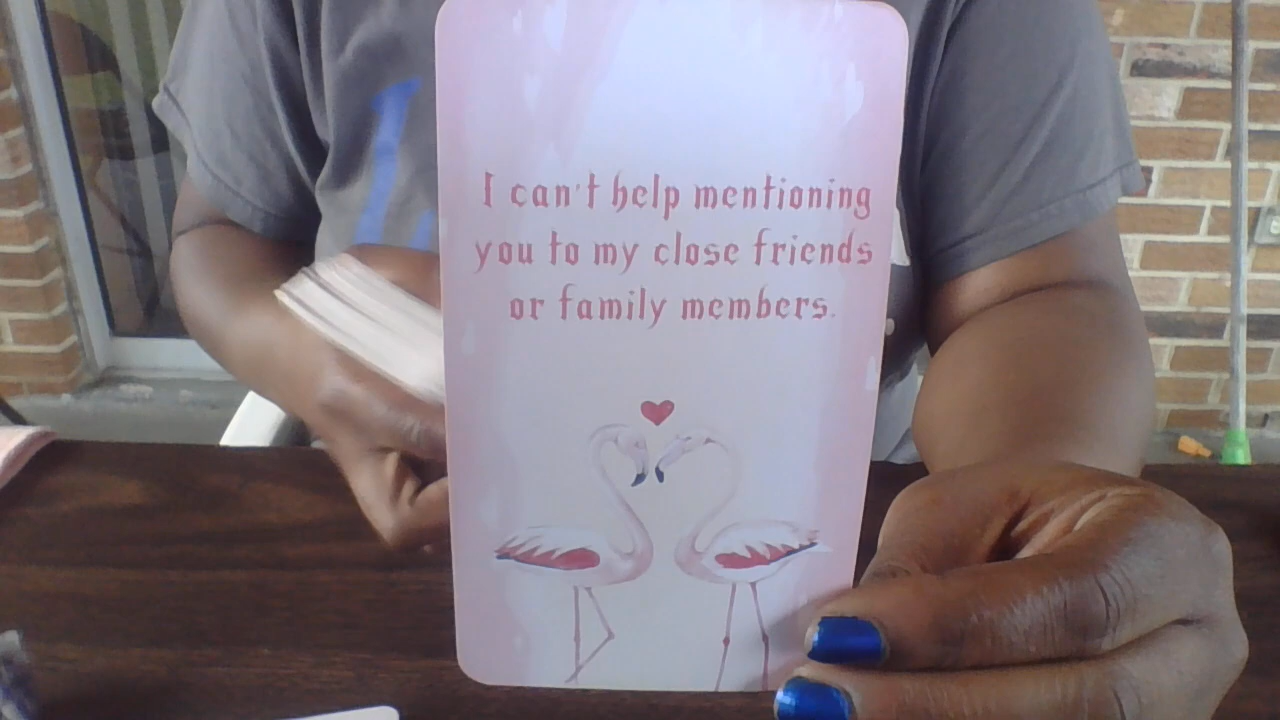 I can't help mentioning
you to my close friends
or family members.